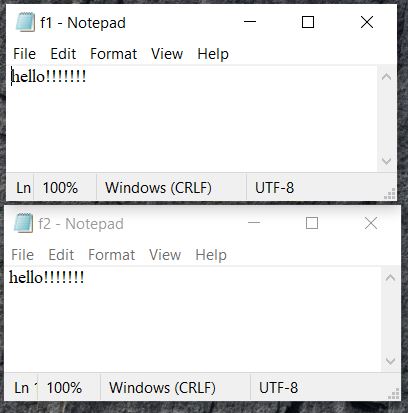 f1 - Notepad
File Edit Format View Help
hello!!!!!!!
Ln 100% Windows (CRLF) UTF-8
f2 - Notepad
File Edit Format View Help
hello!!!!!!!
Ln 100% Windows (CRLF) UTF-8